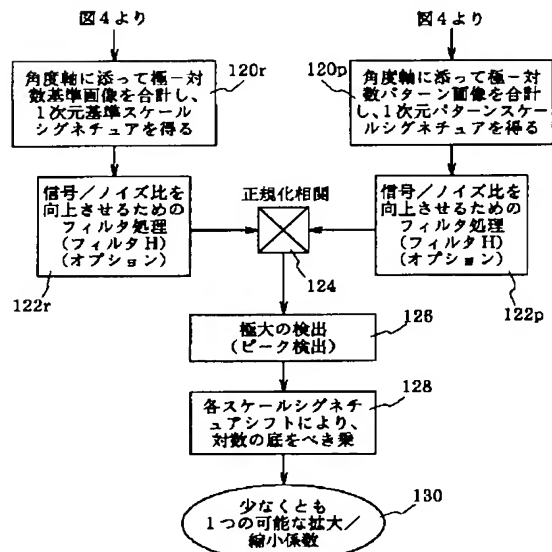 図4より
図4より
120r
120p
角度軸に添って極−対
数基準画像を合計し、
1次元基準スケール
シグネチュアを得る
角度軸に添って極−対
数パターン画像を合計
し、1次元パターンスケー
ルシグネチュアを得る
信号／ノイズ比を
向上させるための
フィルタ処理
(フィルタH)
(オプション)
122r
正規化相関
124
信号／ノイズ比を
向上させるための
フィルタ処理
(フィルタH)
(オプション)
122p
極大の検出
(ピーク検出)
126
各スケールシグネチ
ュアシフトにより、
対数の底をべき乗
128
少なくとも
1つの可能な拡大／
縮小係数
130